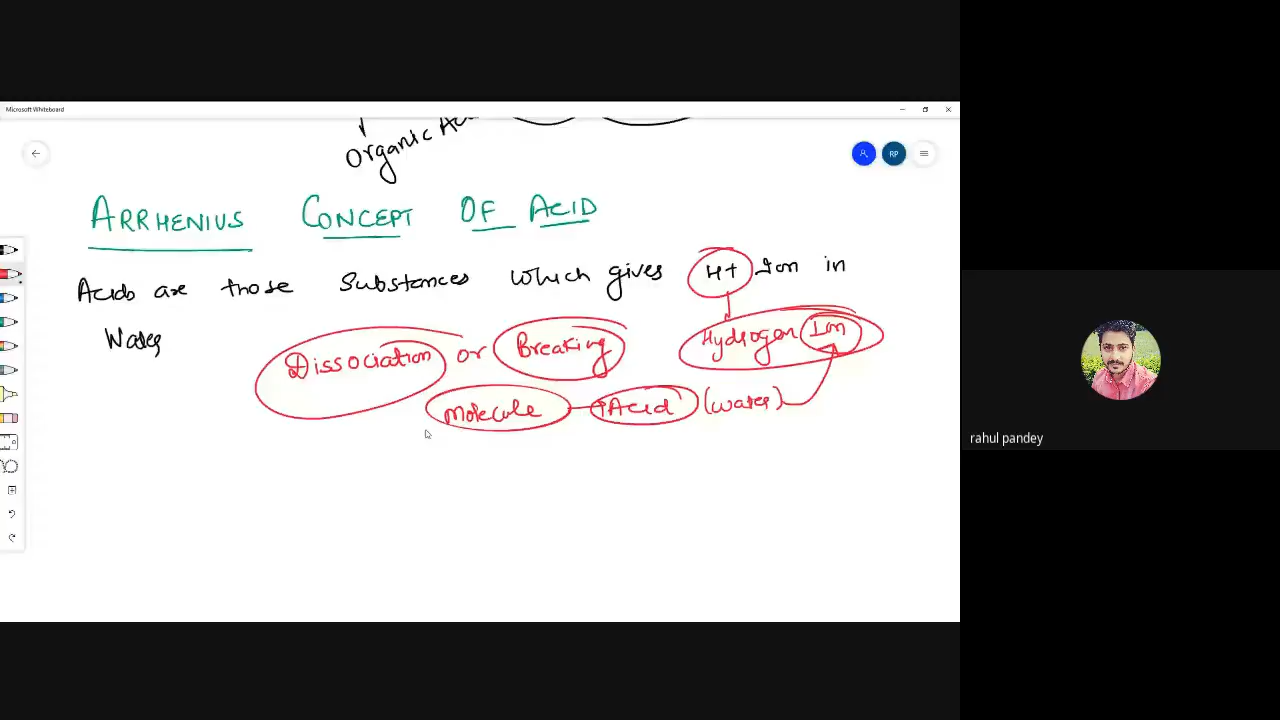 Microsoft Whiteboard
Organic
RP
ARRHENIUS CONCEPT OF ACID
Acids are those Substances which gives H+ Ion in
Water
Hydrogen Ion
Dissociation or Breaking
Molecule → Acid (water)
rahul pandey